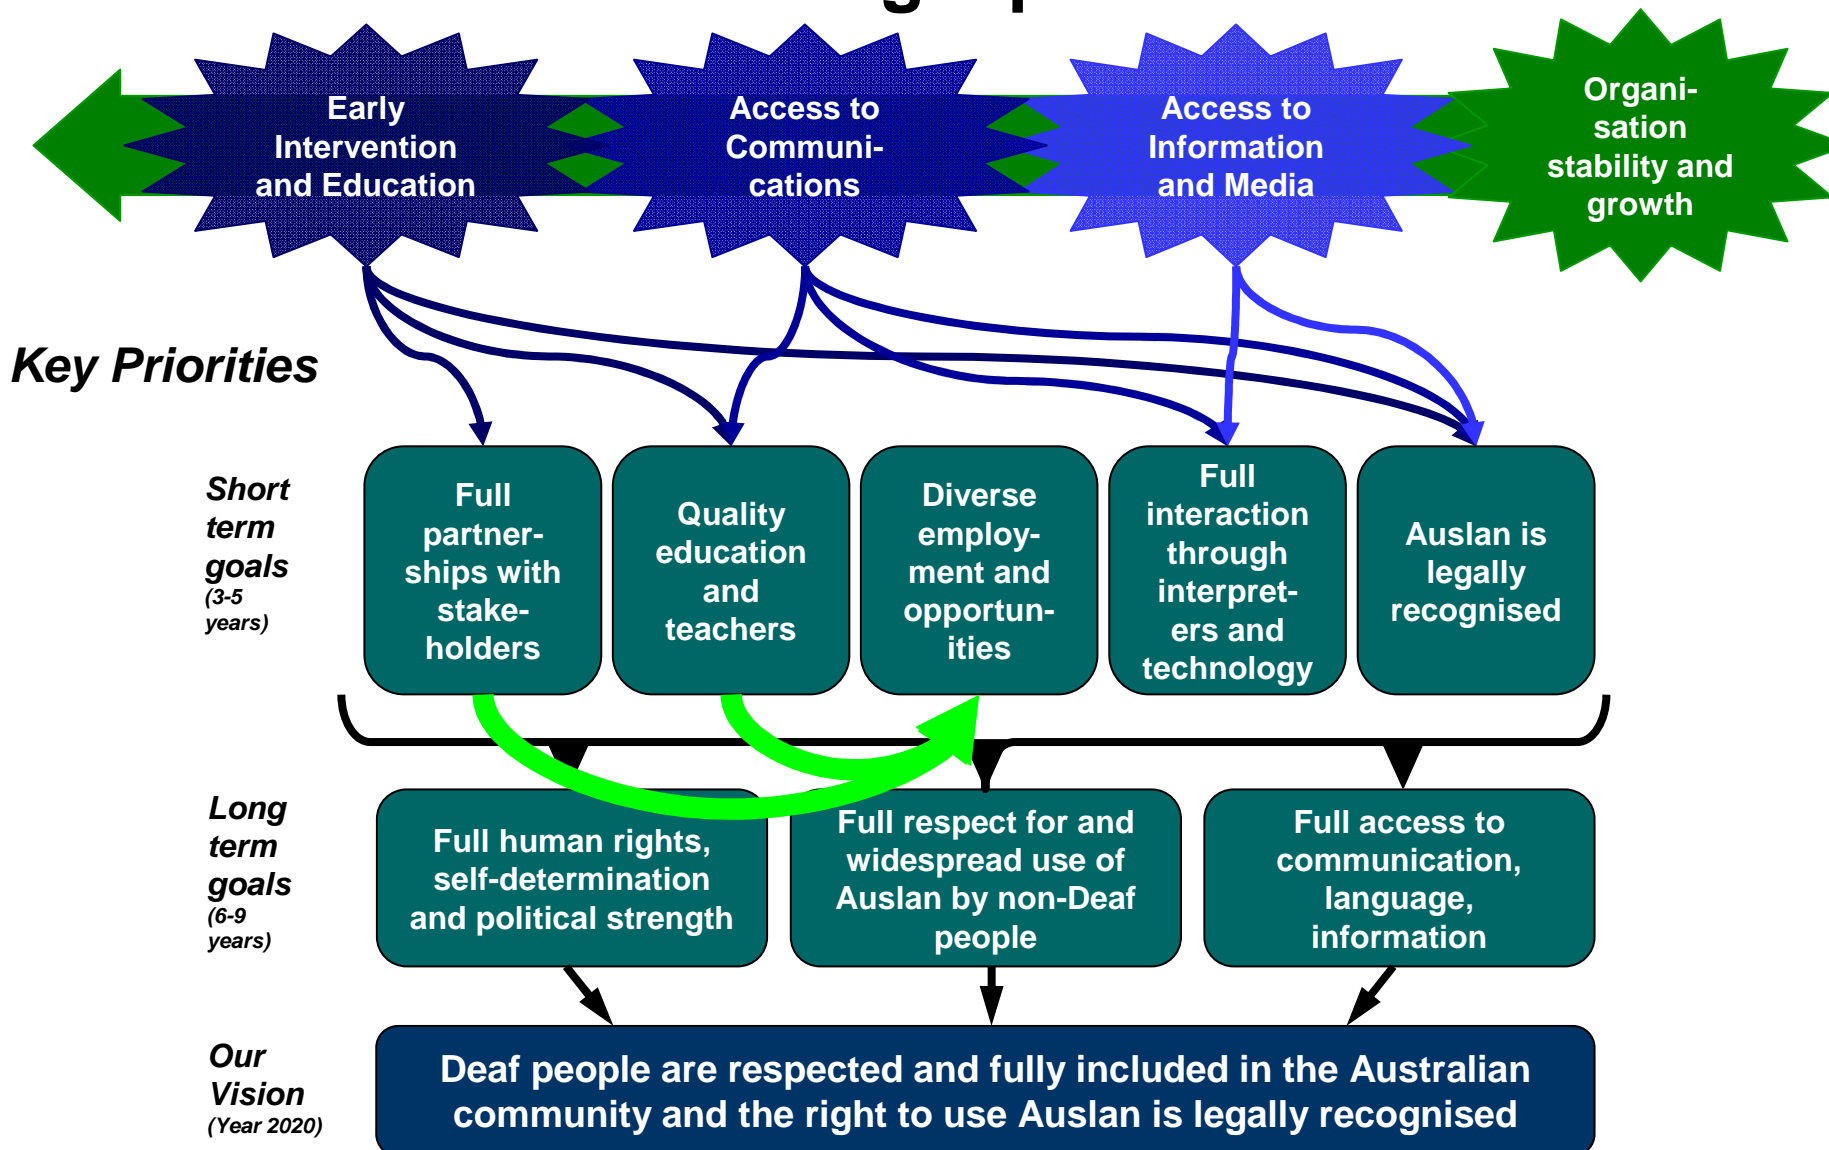 Early
Intervention
and Education
Access to
Communi-
cations
Access to
Information
and Media
Organi-
sation
stability and
growth
Key Priorities
Short
term
goals
(3-5
years)
Full
partner-
ships with
stake-
holders
Quality
education
and
teachers
Diverse
employ-
ment and
opportun-
ities
Full
interaction
through
interpret-
ers and
technology
Auslan is
legally
recognised
Long
term
goals
(6-9
years)
Full human rights,
self-determination
and political strength
Full respect for and
widespread use of
Auslan by non-Deaf
people
Full access to
communication,
language,
information
Our
Vision
(Year 2020)
Deaf people are respected and fully included in the Australian
community and the right to use Auslan is legally recognised